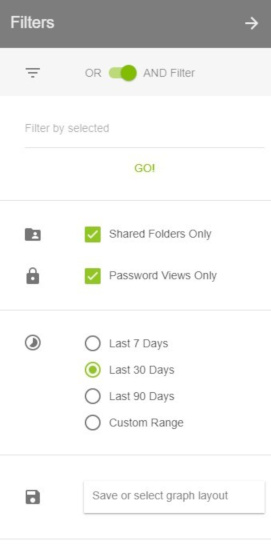 Filters
OR AND Filter
Filter by selected
GO!
Shared Folders Only
Password Views Only
Last 7 Days
Last 30 Days
Last 90 Days
Custom Range
Save or select graph layout